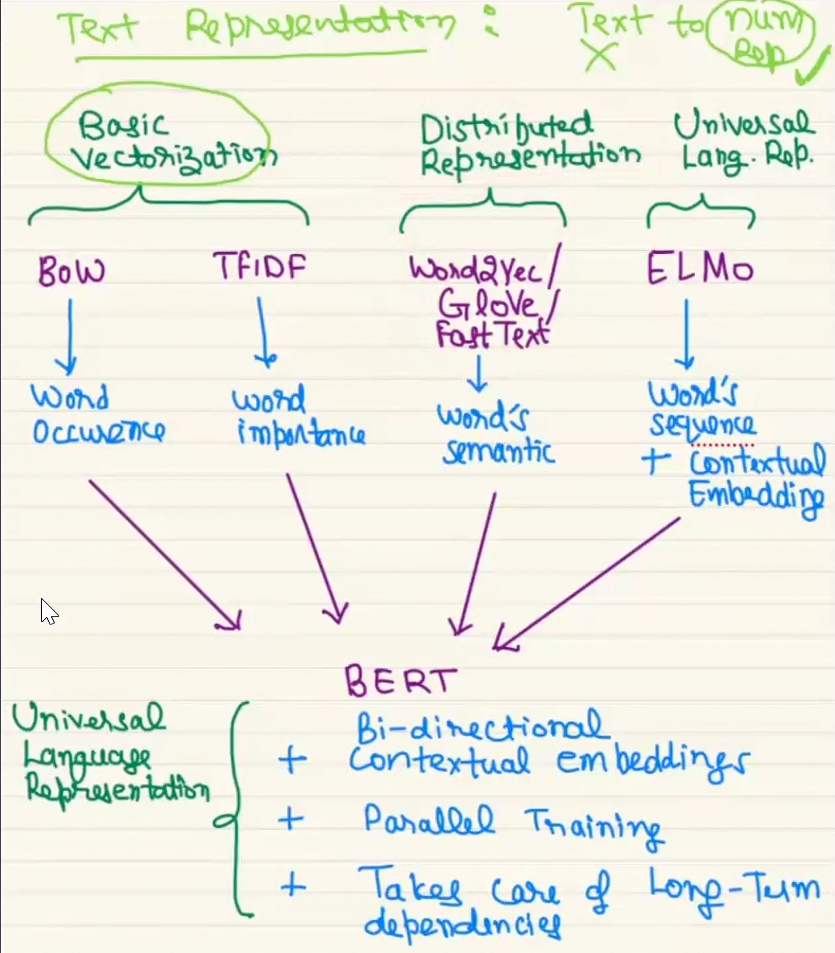 Text Representation : Text to num
X Rep ✓
Basic
Vectorization
Distributed
Representation
Universal
Lang. Rep.
BOW
TFIDF
Word2Vec/
GloVe/
FastText
ELMo
Word
Occurence
word
importance
word's
semantic
Word's
sequence
+ Contextual
Embedding
BERT
Universal
Language
Representation
Bi-directional
+ Contextual embeddings
+ Parallel Training
+ Takes care of Long-Term
dependencies